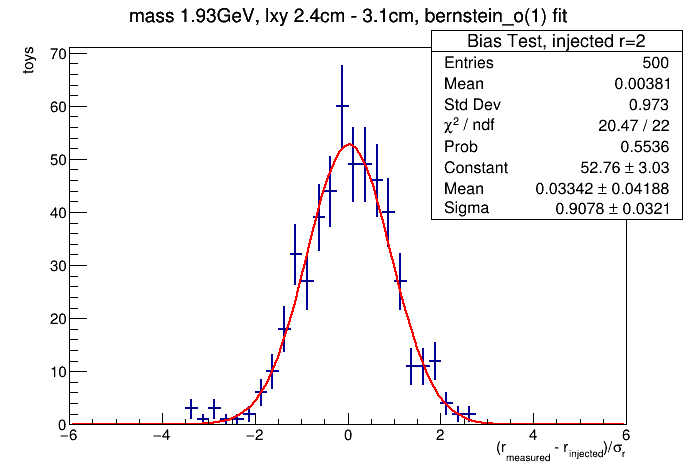 mass 1.93GeV, lxy 2.4cm - 3.1cm, bernstein_o(1) fit
Bias Test, injected r=2
Entries 500
Mean 0.00381
Std Dev 0.973
χ² / ndf 20.47 / 22
Prob 0.5536
Constant 52.76 ± 3.03
Mean 0.03342 ± 0.04188
Sigma 0.9078 ± 0.0321
toys
70
60
50
40
30
20
10
0
−6 −4 −2 0 2 4 6
(r_measured - r_injected)/σ_r